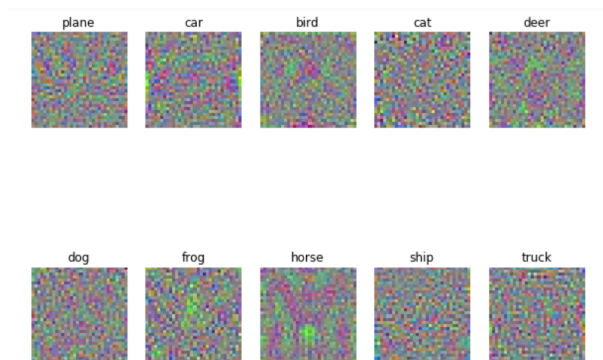 plane car bird cat deer
dog frog horse ship truck